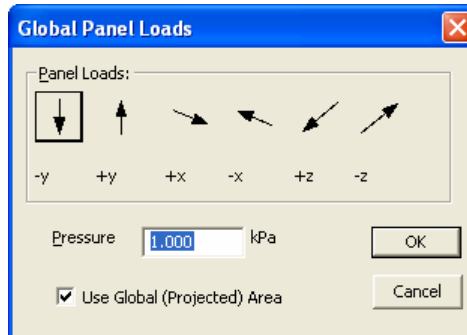 Global Panel Loads
Panel Loads:
-y +y +x -x +z -z
Pressure 1.000 kPa OK
Use Global (Projected) Area Cancel